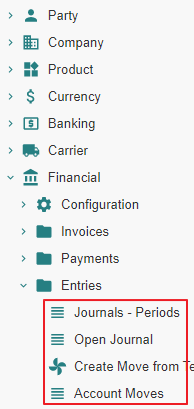 Party
Company
Product
Currency
Banking
Carrier
Financial
Configuration
Invoices
Payments
Entries
Journals - Periods
Open Journal
Create Move from Te
Account Moves